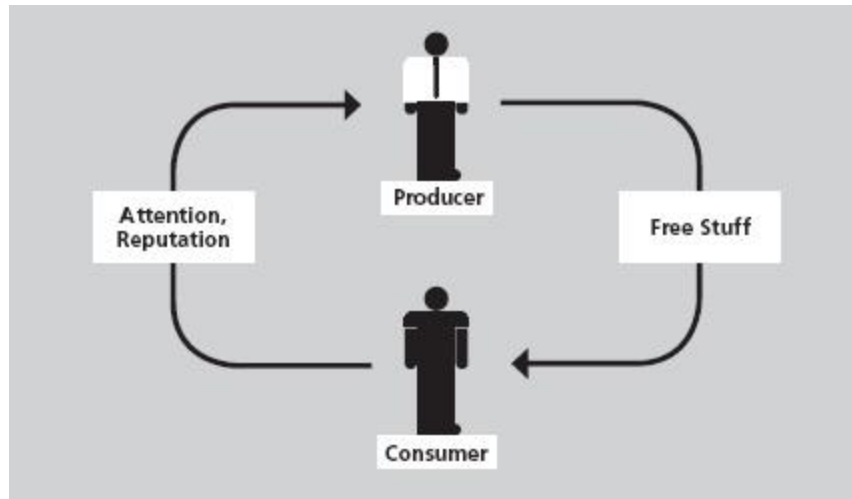 Producer
Attention,
Reputation
Free Stuff
Consumer